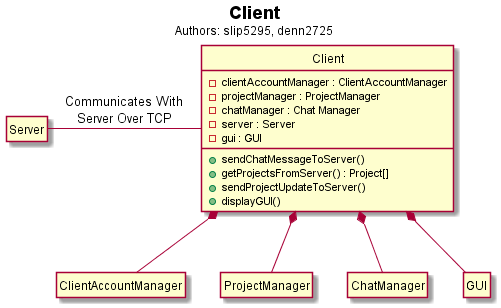 Client
Authors: slip5295, denn2725
Client
clientAccountManager : ClientAccountManager
projectManager : ProjectManager
chatManager : Chat Manager
server : Server
gui : GUI
sendChatMessageToServer()
getProjectsFromServer() : Project[]
sendProjectUpdateToServer()
displayGUI()
Communicates With
Server Over TCP
Server
ClientAccountManager
ProjectManager
ChatManager
GUI